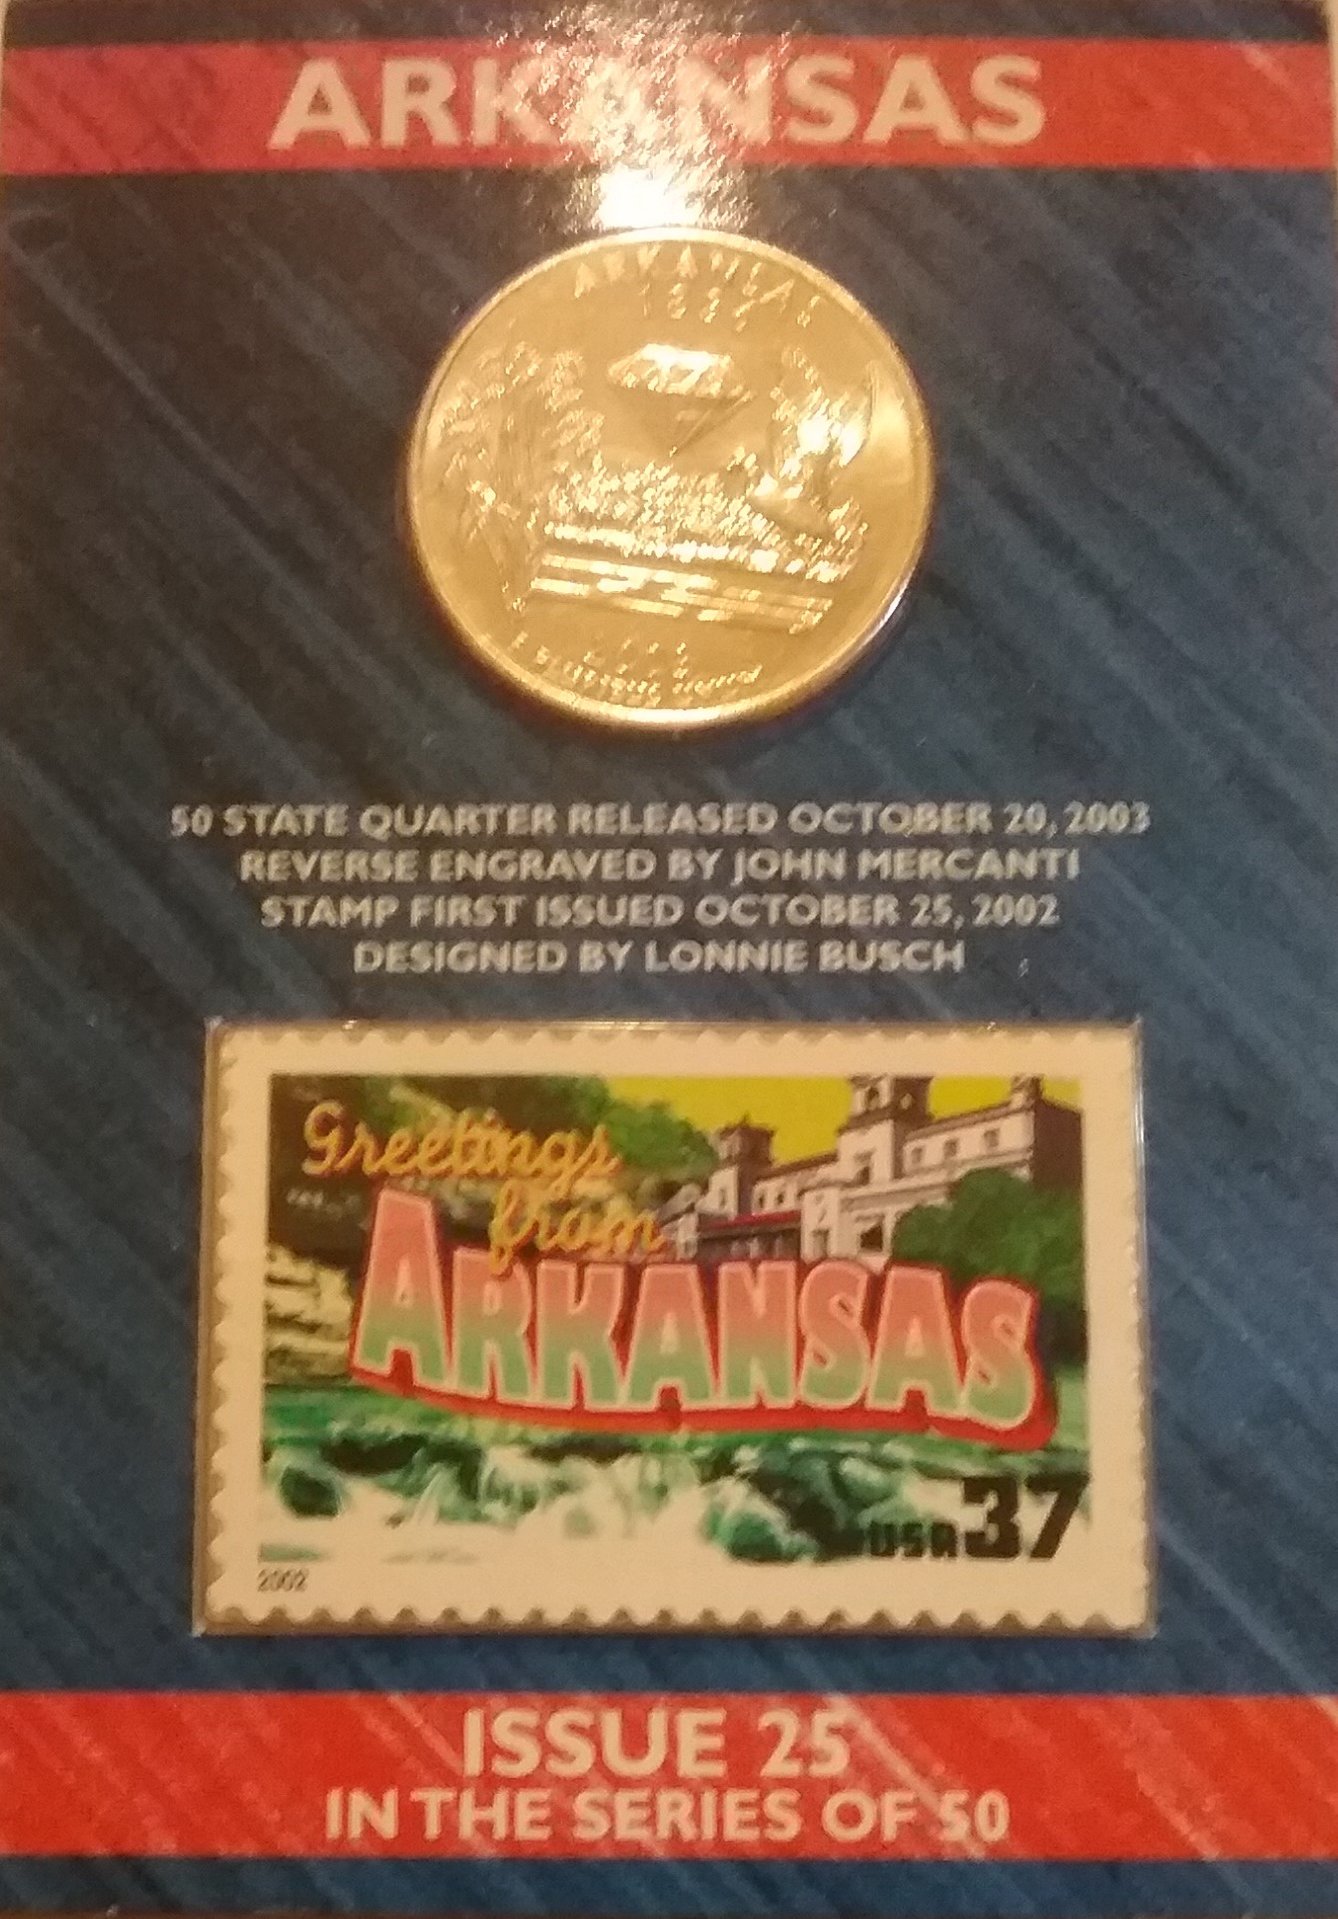 ARKANSAS
ARKANSAS
50 STATE QUARTER RELEASED OCTOBER 20, 2003
REVERSE ENGRAVED BY JOHN MERCANTI
STAMP FIRST ISSUED OCTOBER 25, 2002
DESIGNED BY LONNIE BUSCH
Greetings
from
ARKANSAS
USA 37
2002
ISSUE 25
IN THE SERIES OF 50